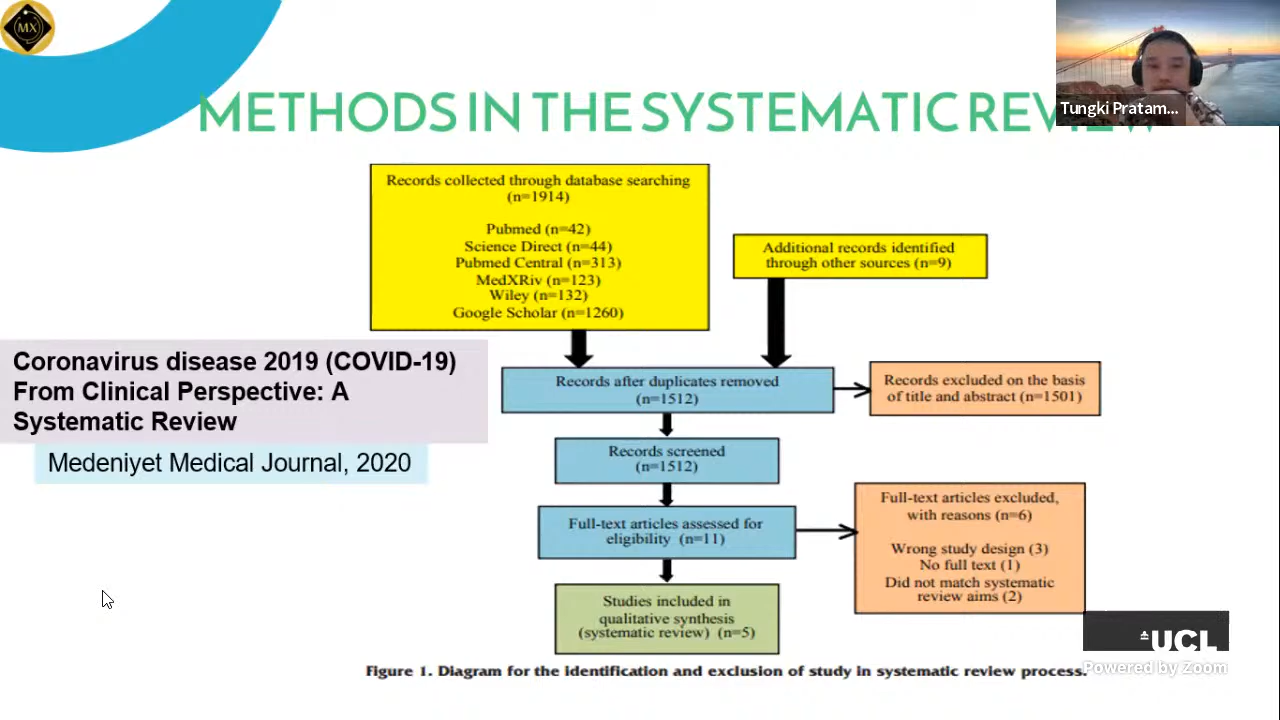 MX
METHODS IN THE SYSTEMATIC REVIEW
Tungki Pratam...
Records collected through database searching
(n=1914)
Pubmed (n=42)
Science Direct (n=44)
Pubmed Central (n=313)
MedXRiv (n=123)
Wiley (n=132)
Google Scholar (n=1260)
Additional records identified
through other sources (n=9)
Coronavirus disease 2019 (COVID-19)
From Clinical Perspective: A
Systematic Review
Medeniyet Medical Journal, 2020
Records after duplicates removed
(n=1512)
Records excluded on the basis
of title and abstract (n=1501)
Records screened
(n=1512)
Full-text articles assessed for
eligibility (n=11)
Full-text articles excluded,
with reasons (n=6)
Wrong study design (3)
No full text (1)
Did not match systematic
review aims (2)
Studies included in
qualitative synthesis
(systematic review) (n=5)
Figure 1. Diagram for the identification and exclusion of study in systematic review process.
UCL
Powered by Zoom